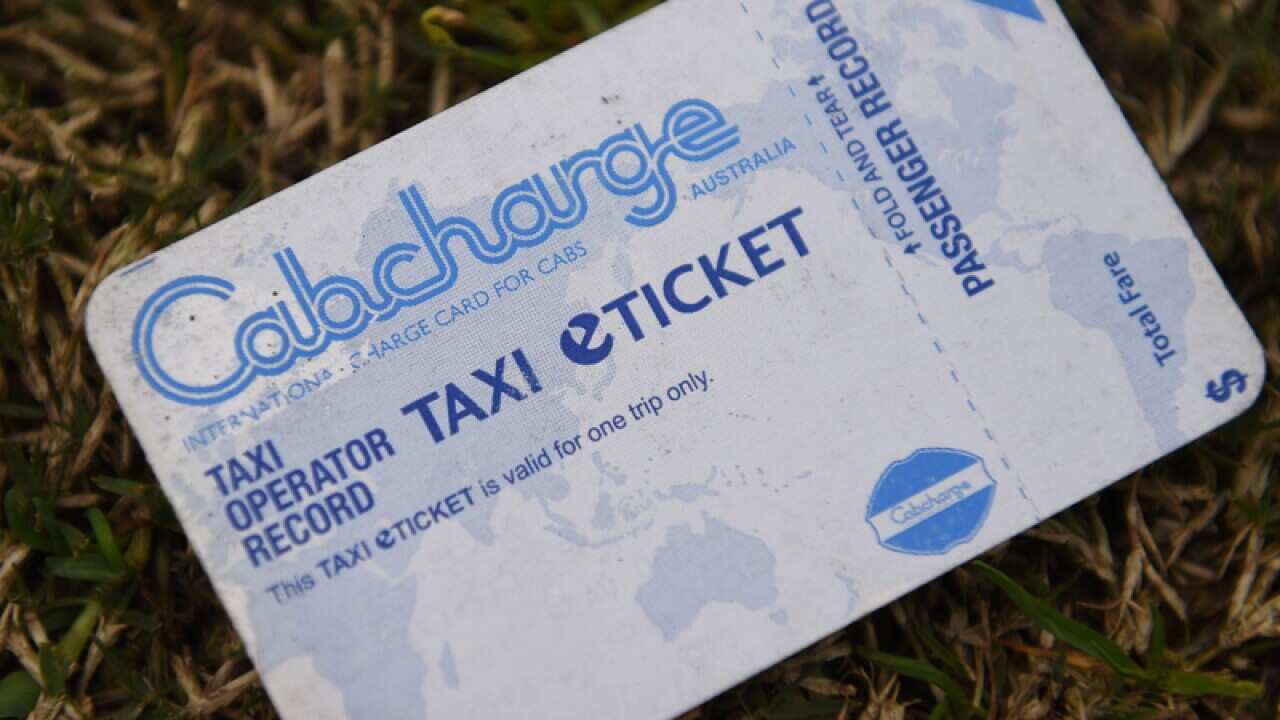 Cabcharge
AUSTRALIA
INTERNATIONAL CHARGE CARD FOR CABS
TAXI
OPERATOR
RECORD
TAXI eTICKET
This TAXI eTICKET is valid for one trip only.
Cabcharge
FOLD AND TEAR
PASSENGER RECORD
Total Fare
$